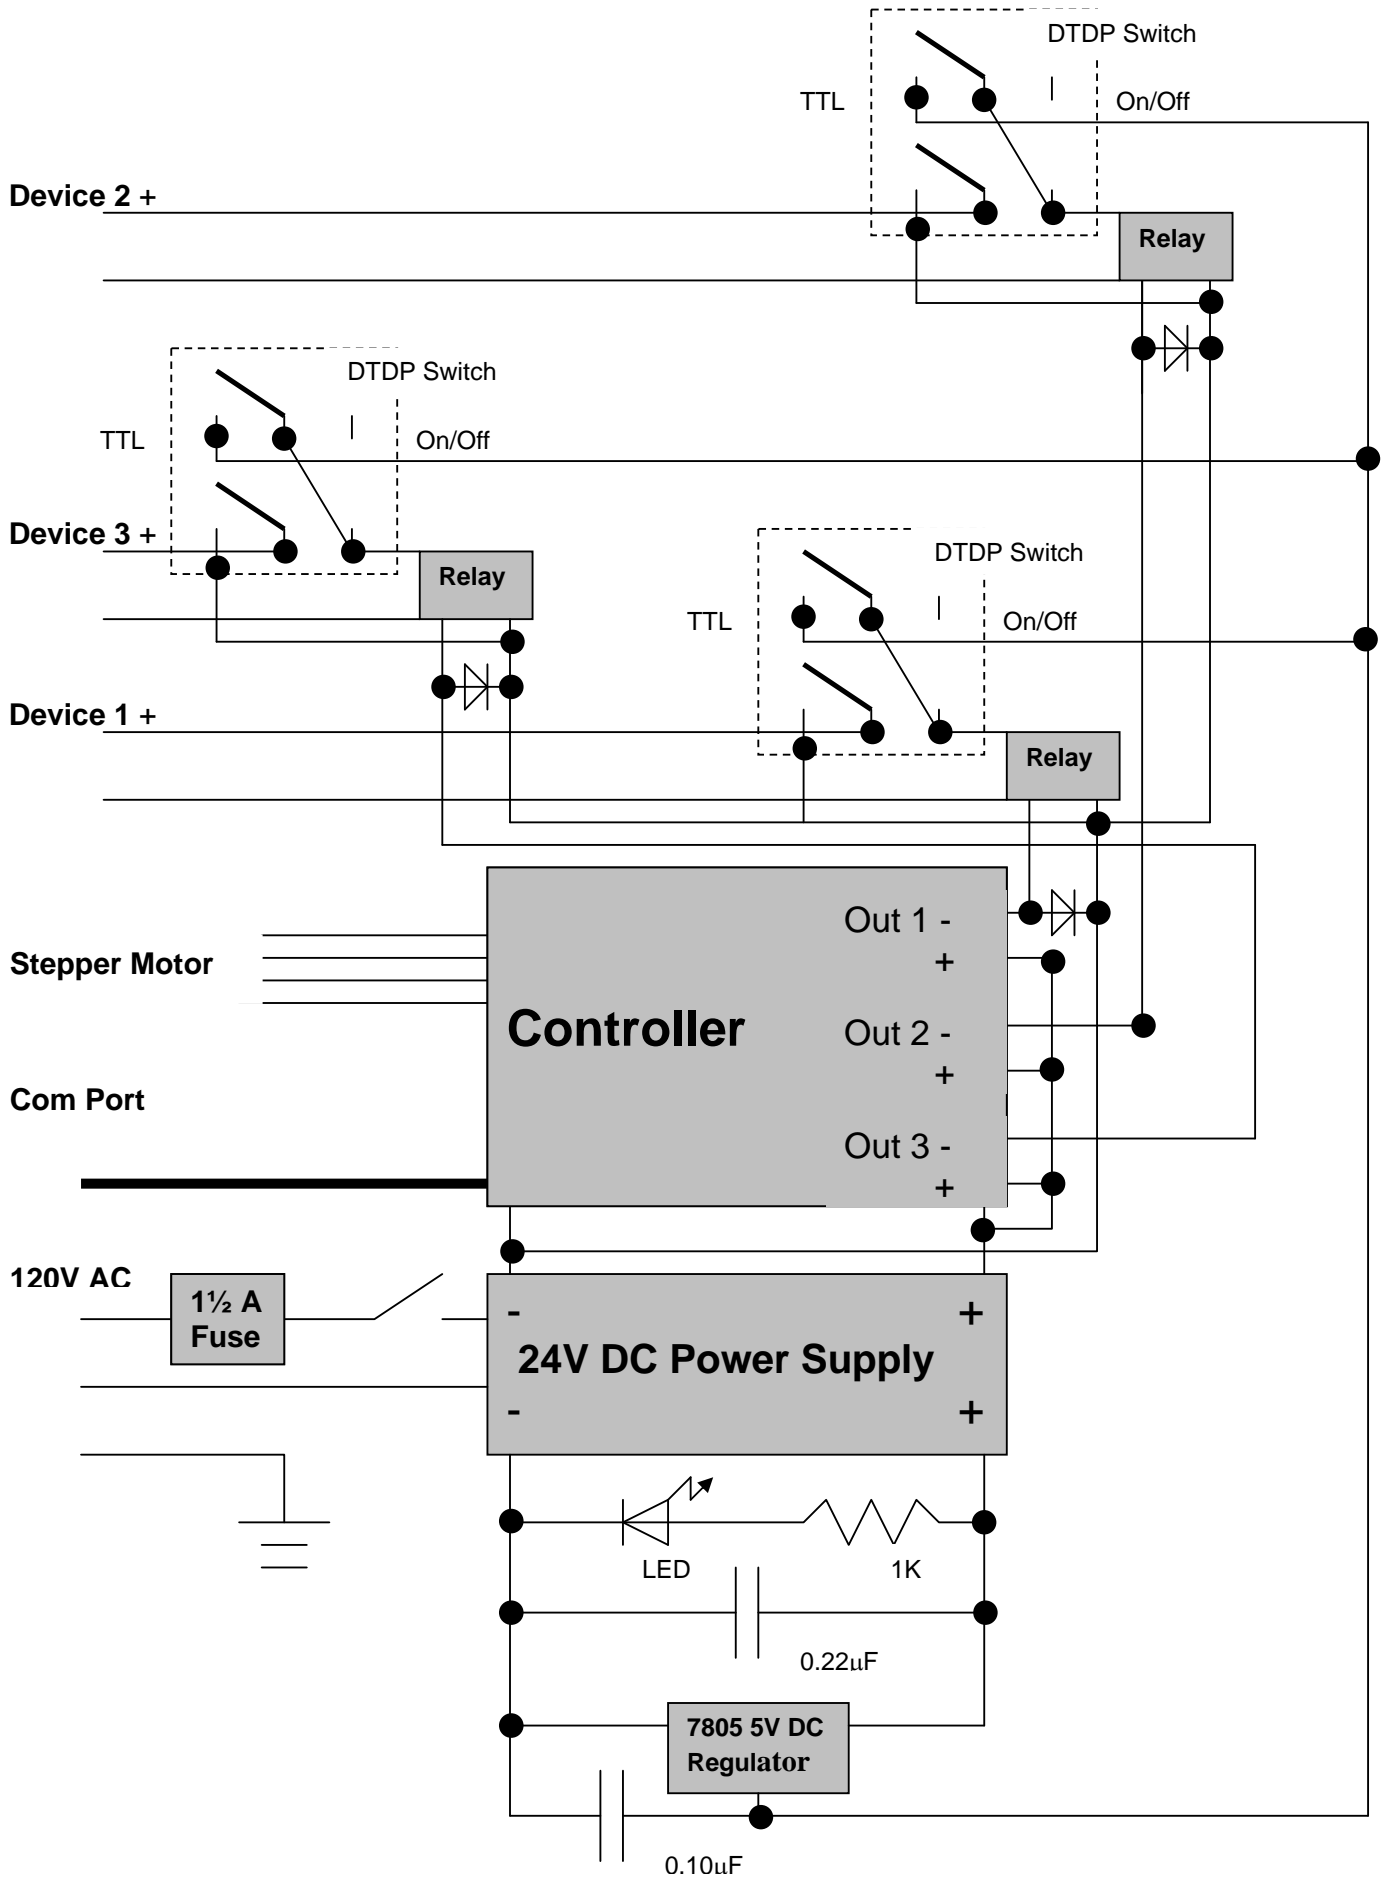 DTDP Switch
TTL
On/Off
Device 2 +
Relay
DTDP Switch
TTL
On/Off
Device 3 +
Relay
DTDP Switch
TTL
On/Off
Device 1 +
Relay
Out 1 -
+
Stepper Motor
Controller
Out 2 -
+
Com Port
Out 3 -
+
120V AC
1½ A
Fuse
- +
24V DC Power Supply
- +
LED
1K
0.22µF
7805 5V DC
Regulator
0.10µF